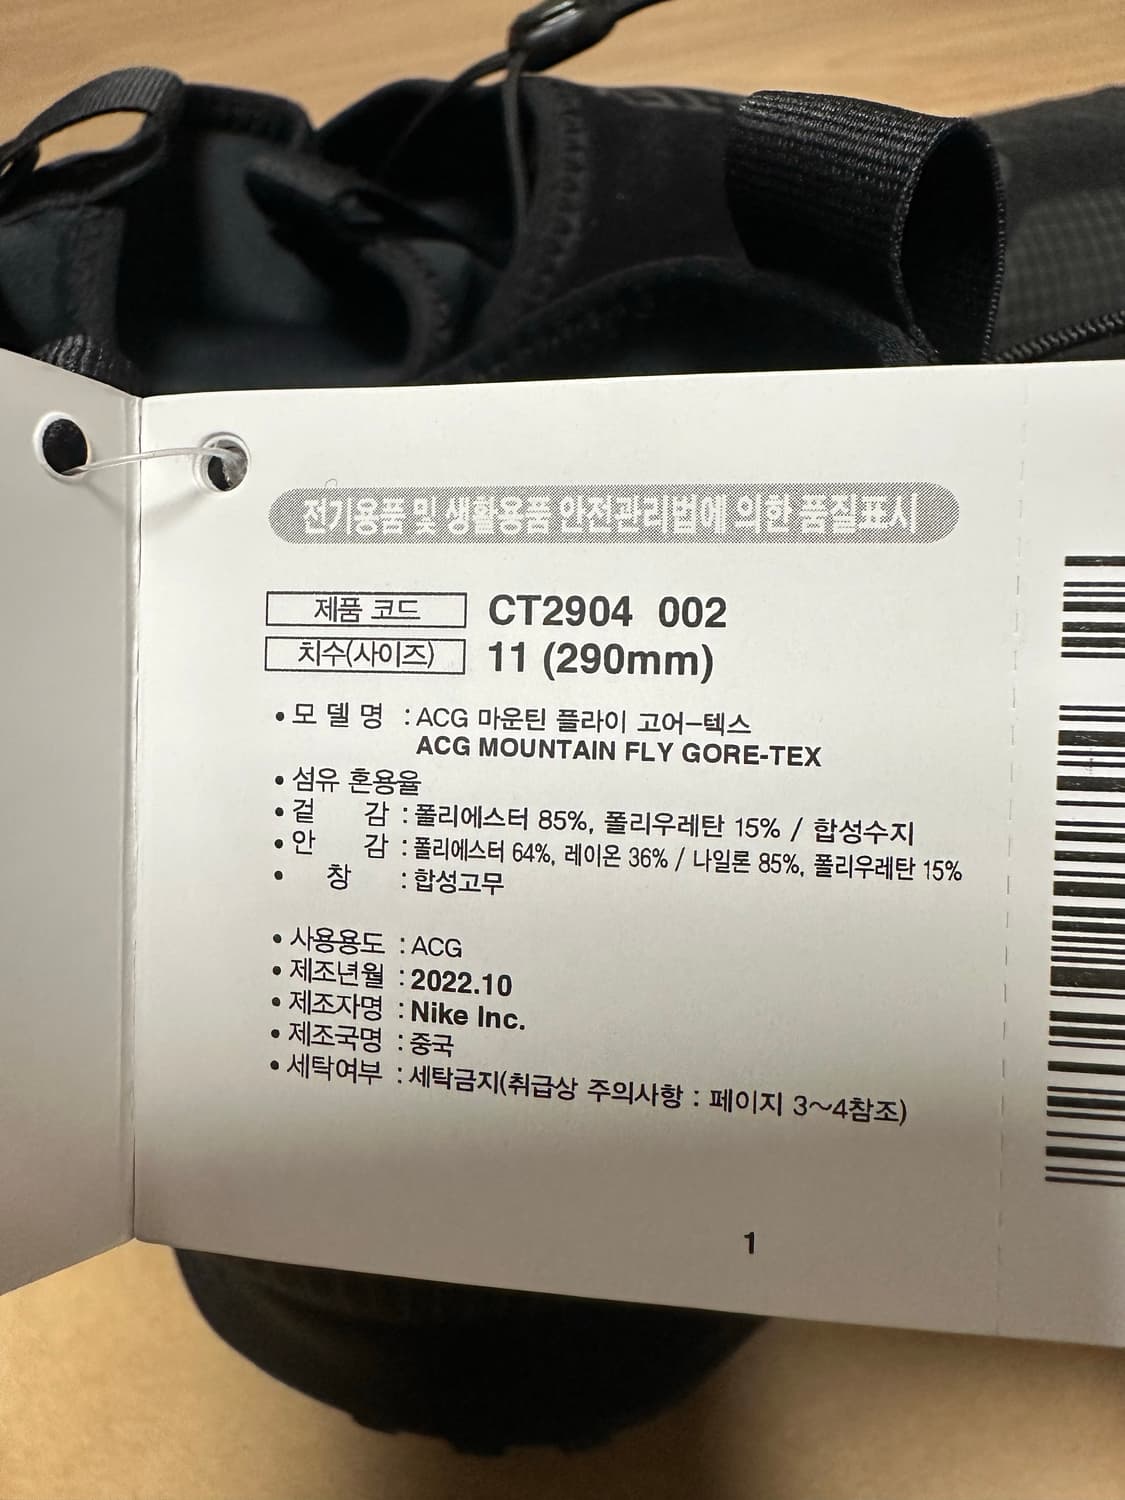 전기용품 및 생활용품 안전관리법에 의한 품질표시
제품 코드 CT2904 002
치수(사이즈) 11 (290mm)
• 모 델 명 : ACG 마운틴 플라이 고어-텍스
ACG MOUNTAIN FLY GORE-TEX
• 섬유 혼용율
• 겉 감 : 폴리에스터 85%, 폴리우레탄 15% / 합성수지
• 안 감 : 폴리에스터 64%, 레이온 36% / 나일론 85%, 폴리우레탄 15%
• 창 : 합성고무
• 사용용도 : ACG
• 제조년월 : 2022.10
• 제조자명 : Nike Inc.
• 제조국명 : 중국
• 세탁여부 : 세탁금지(취급상 주의사항 : 페이지 3~4참조)
1